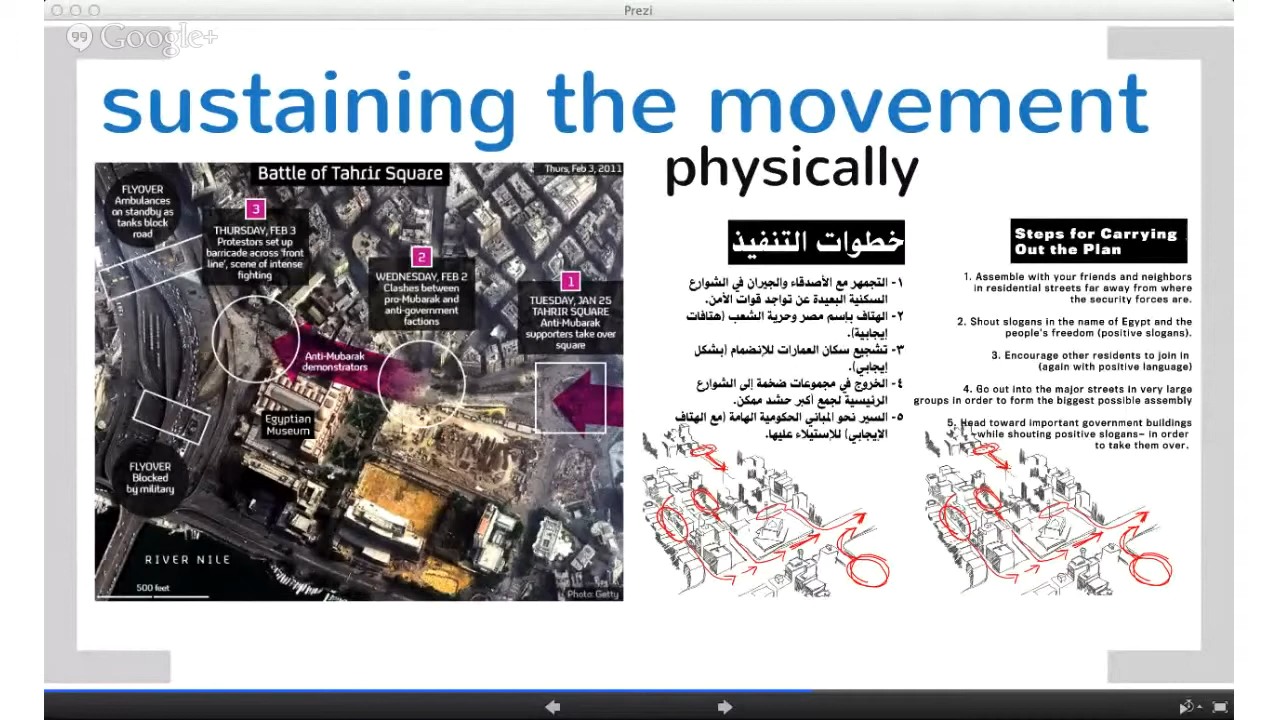 Prezi
Google+
sustaining the movement
physically
Battle of Tahrir Square
Thurs, Feb 3, 2011
FLYOVER
Ambulances
on standby as
tanks block
road
3
THURSDAY, FEB 3
Protestors set up
barricade across 'front
line', scene of intense
fighting
2
WEDNESDAY, FEB 2
Clashes between
pro-Mubarak and
anti-government
factions
1
TUESDAY, JAN 25
TAHRIR SQUARE
Anti-Mubarak
supporters take over
square
Anti-Mubarak
demonstrators
Egyptian
Museum
FLYOVER
Blocked
by military
RIVER NILE
500 feet
Photo: Getty
خطوات التنفيذ
١- التجمهر مع الأصدقاء والجيران في الشوارع
السكنية البعيدة عن تواجد قوات الأمن.
٢- الهتاف بإسم مصر وحرية الشعب (هتافات
إيجابية).
٣- تشجيع سكان العمارات للإنضمام (بشكل
إيجابي).
٤- الخروج في مجموعات ضخمة إلى الشوارع
الرئيسية لجمع أكبر حشد ممكن.
٥- السير نحو المباني الحكومية الهامة (مع الهتاف
الإيجابي) للإستيلاء عليها.
Steps for Carrying
Out the Plan
1. Assemble with your friends and neighbors
in residential streets far away from where
the security forces are.
2. Shout slogans in the name of Egypt and the
people's freedom (positive slogans).
3. Encourage other residents to join in
(again with positive language)
4. Go out into the major streets in very large
groups in order to form the biggest possible assembly
5. Head toward important government buildings
-while shouting positive slogans- in order
to take them over.